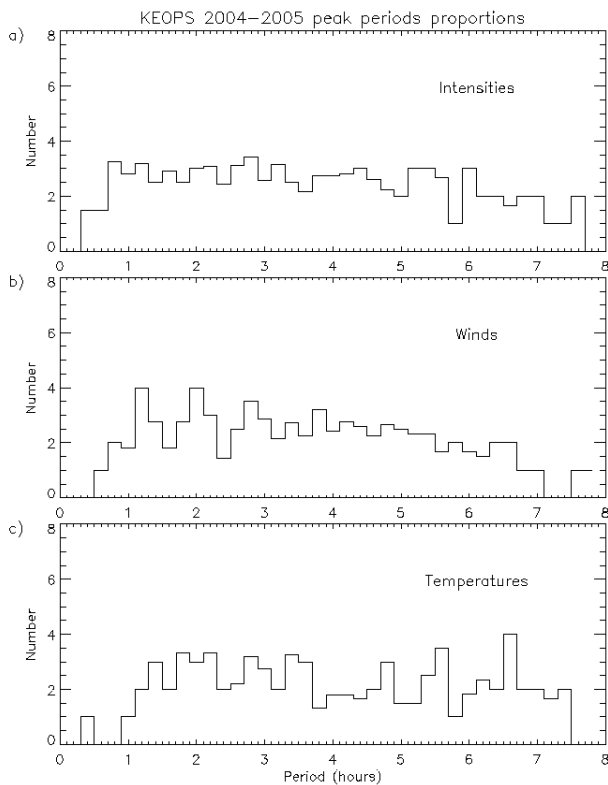 KEOPS 2004–2005 peak periods proportions
a)
8
6
4
2
0
Number
Intensities
0 1 2 3 4 5 6 7 8
b)
8
6
4
2
0
Number
Winds
0 1 2 3 4 5 6 7 8
c)
8
6
4
2
0
Number
Temperatures
0 1 2 3 4 5 6 7 8
Period (hours)